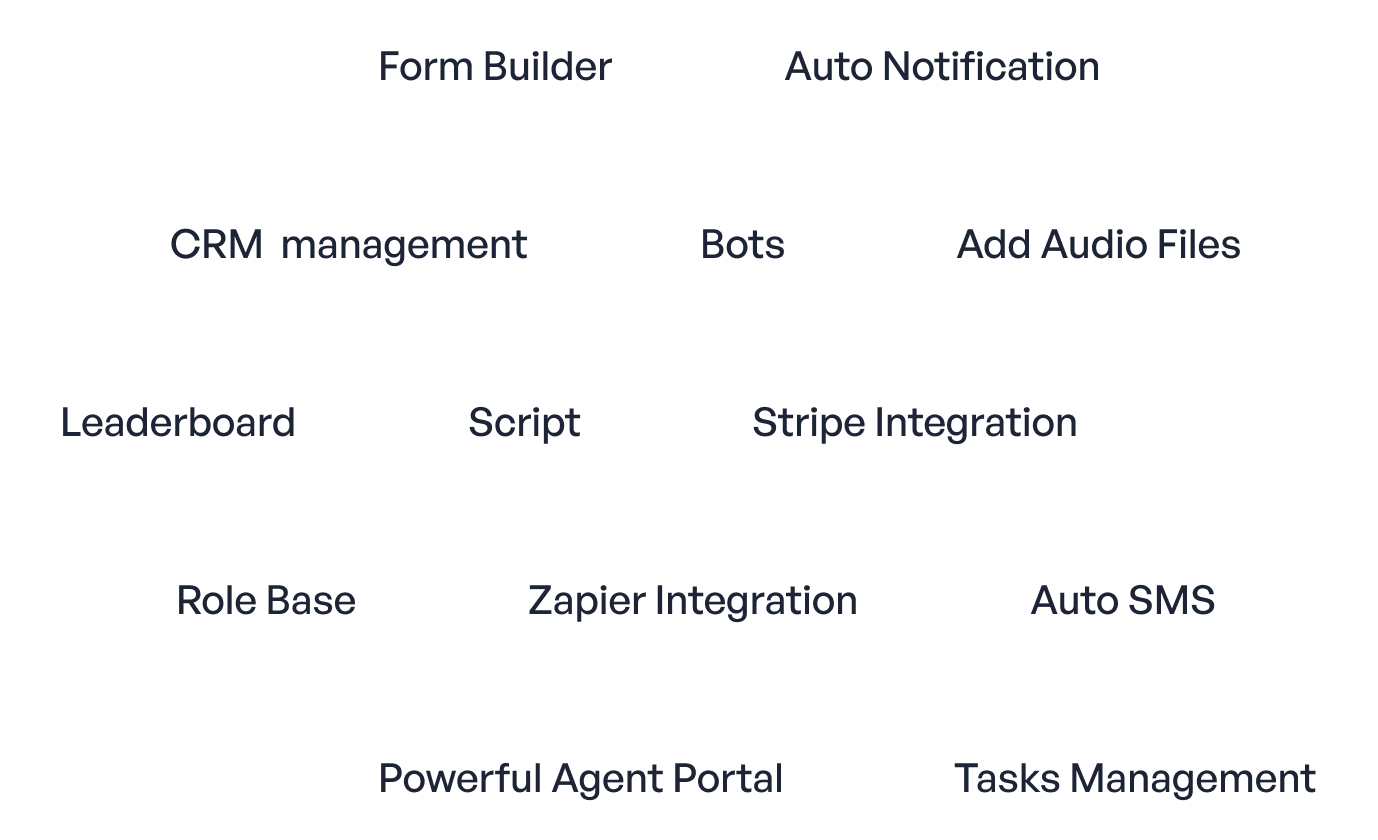 Form Builder Auto Notification
CRM  management Bots Add Audio Files
Leaderboard Script Stripe Integration
Role Base Zapier Integration Auto SMS
Powerful Agent Portal Tasks Management